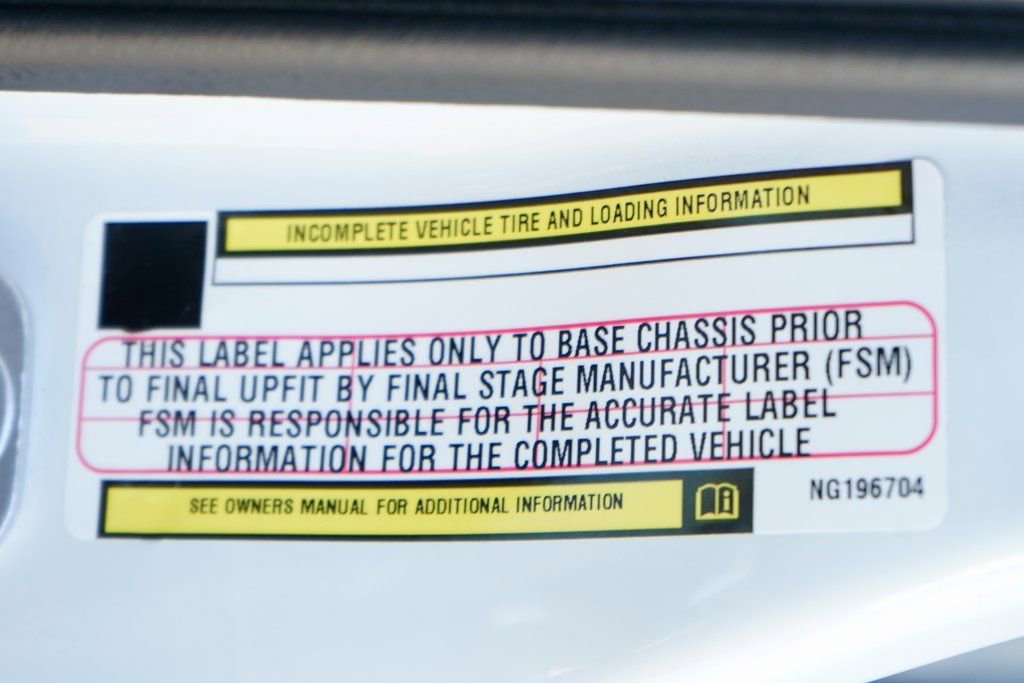 INCOMPLETE VEHICLE TIRE AND LOADING INFORMATION
THIS LABEL APPLIES ONLY TO BASE CHASSIS PRIOR
TO FINAL UPFIT BY FINAL STAGE MANUFACTURER (FSM)
FSM IS RESPONSIBLE FOR THE ACCURATE LABEL
INFORMATION FOR THE COMPLETED VEHICLE
SEE OWNERS MANUAL FOR ADDITIONAL INFORMATION
NG196704